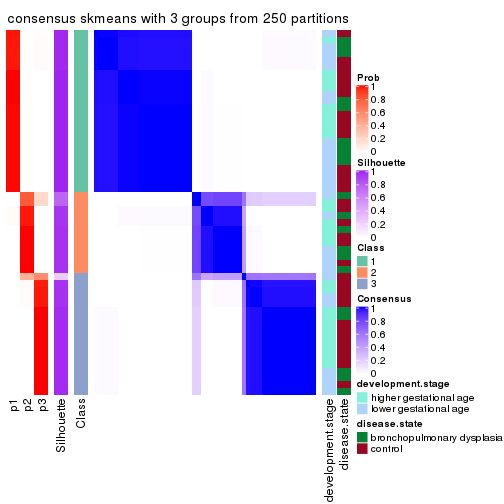 consensus skmeans with 3 groups from 250 partitions
Prob
1
0.8
0.6
0.4
0.2
0
Silhouette
1
0.8
0.6
0.4
0.2
0
Class
1
2
3
Consensus
1
0.8
0.6
0.4
0.2
0
development.stage
higher gestational age
lower gestational age
disease.state
bronchopulmonary dysplasia
control
p1
p2
p3
Silhouette
Class
development.stage
disease.state